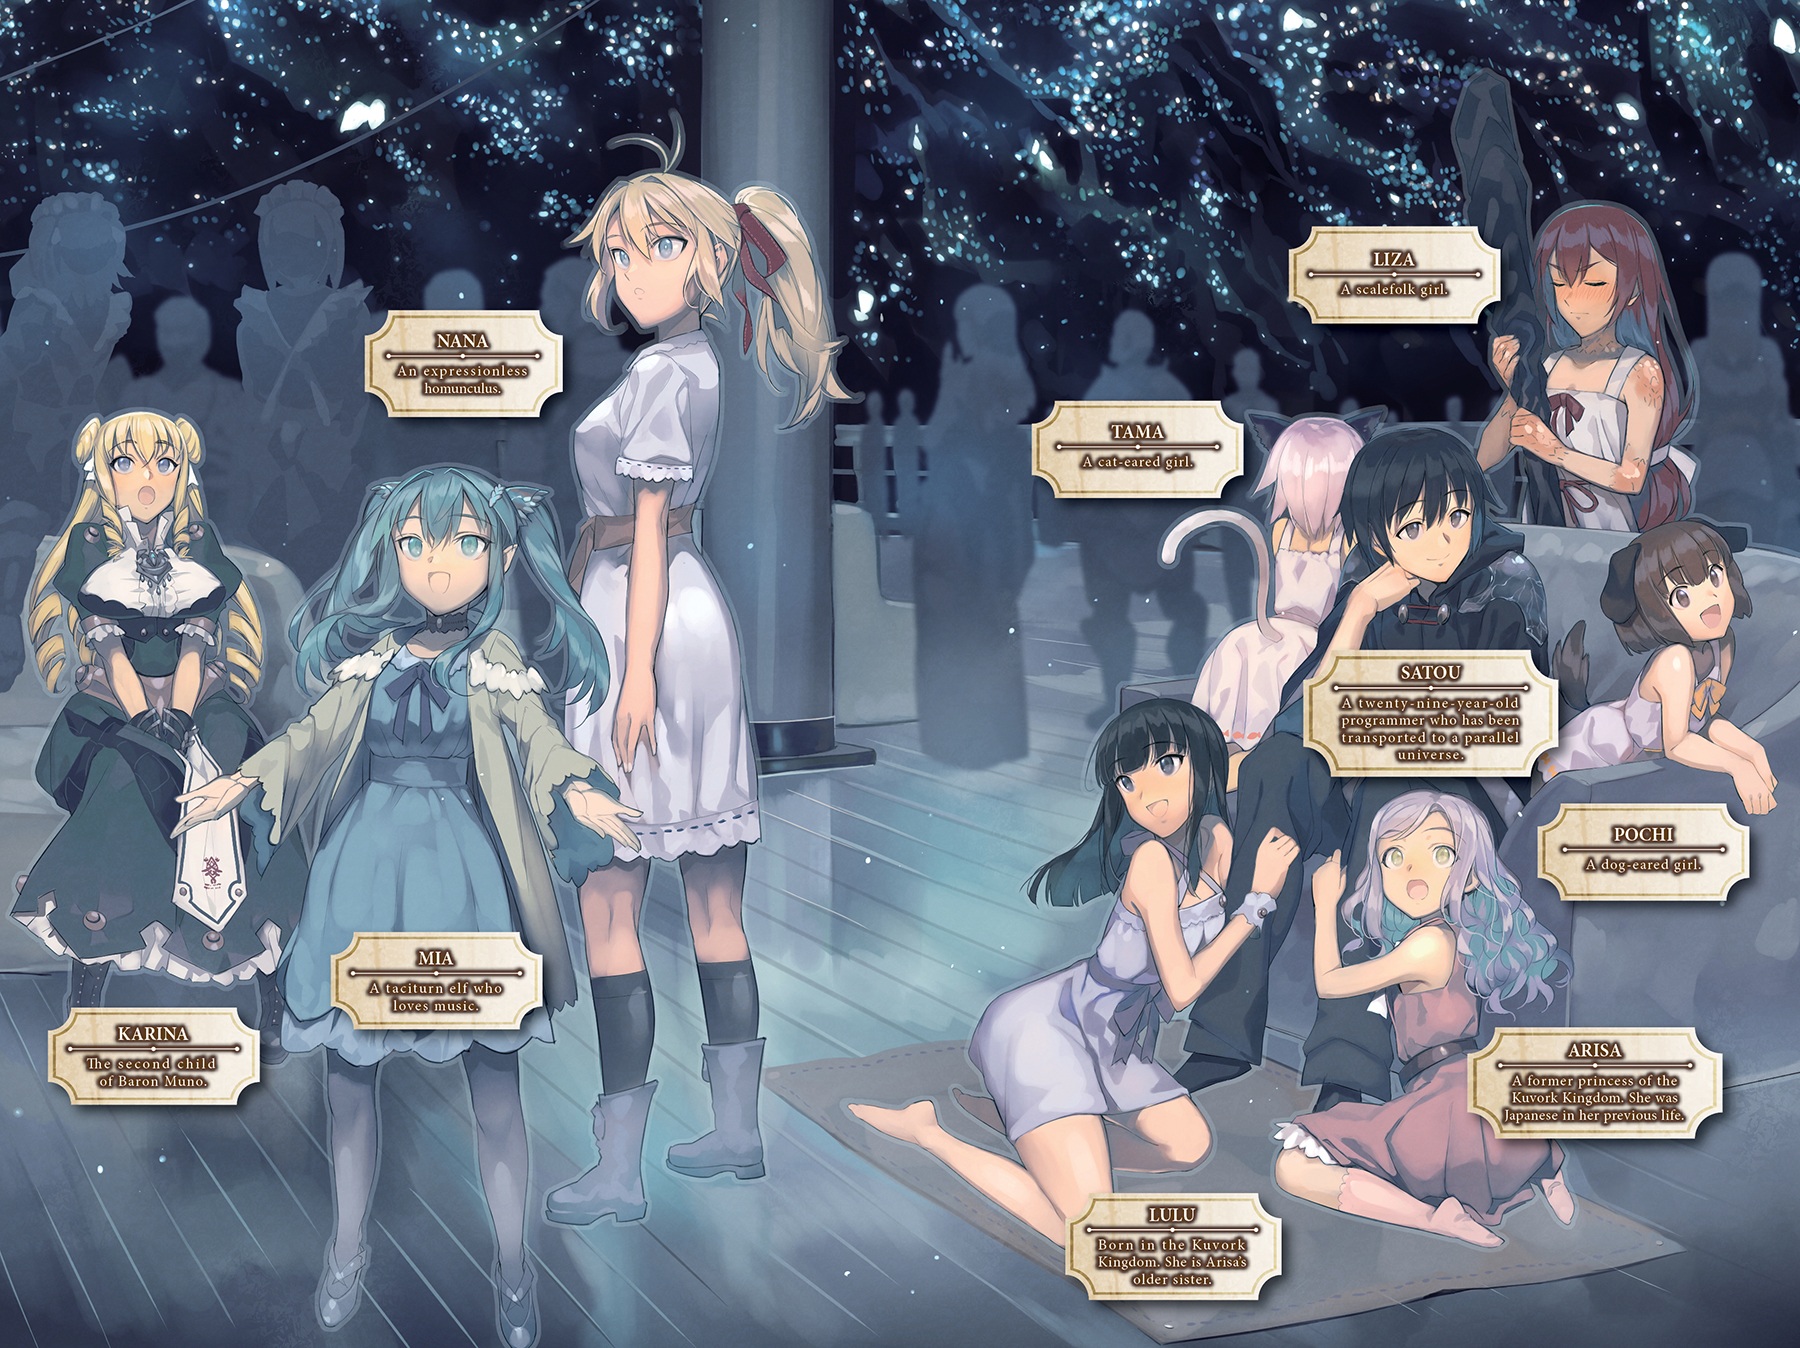 NANA
An expressionless
homunculus.
KARINA
The second child
of Baron Muno.
MIA
A taciturn elf who
loves music.
LIZA
A scalefolk girl.
TAMA
A cat-eared girl.
SATOU
A twenty-nine-year-old
programmer who has been
transported to a parallel
universe.
POCHI
A dog-eared girl.
ARISA
A former princess of the
Kuvork Kingdom. She was
Japanese in her previous life.
LULU
Born in the Kuvork
Kingdom. She is Arisa's
older sister.